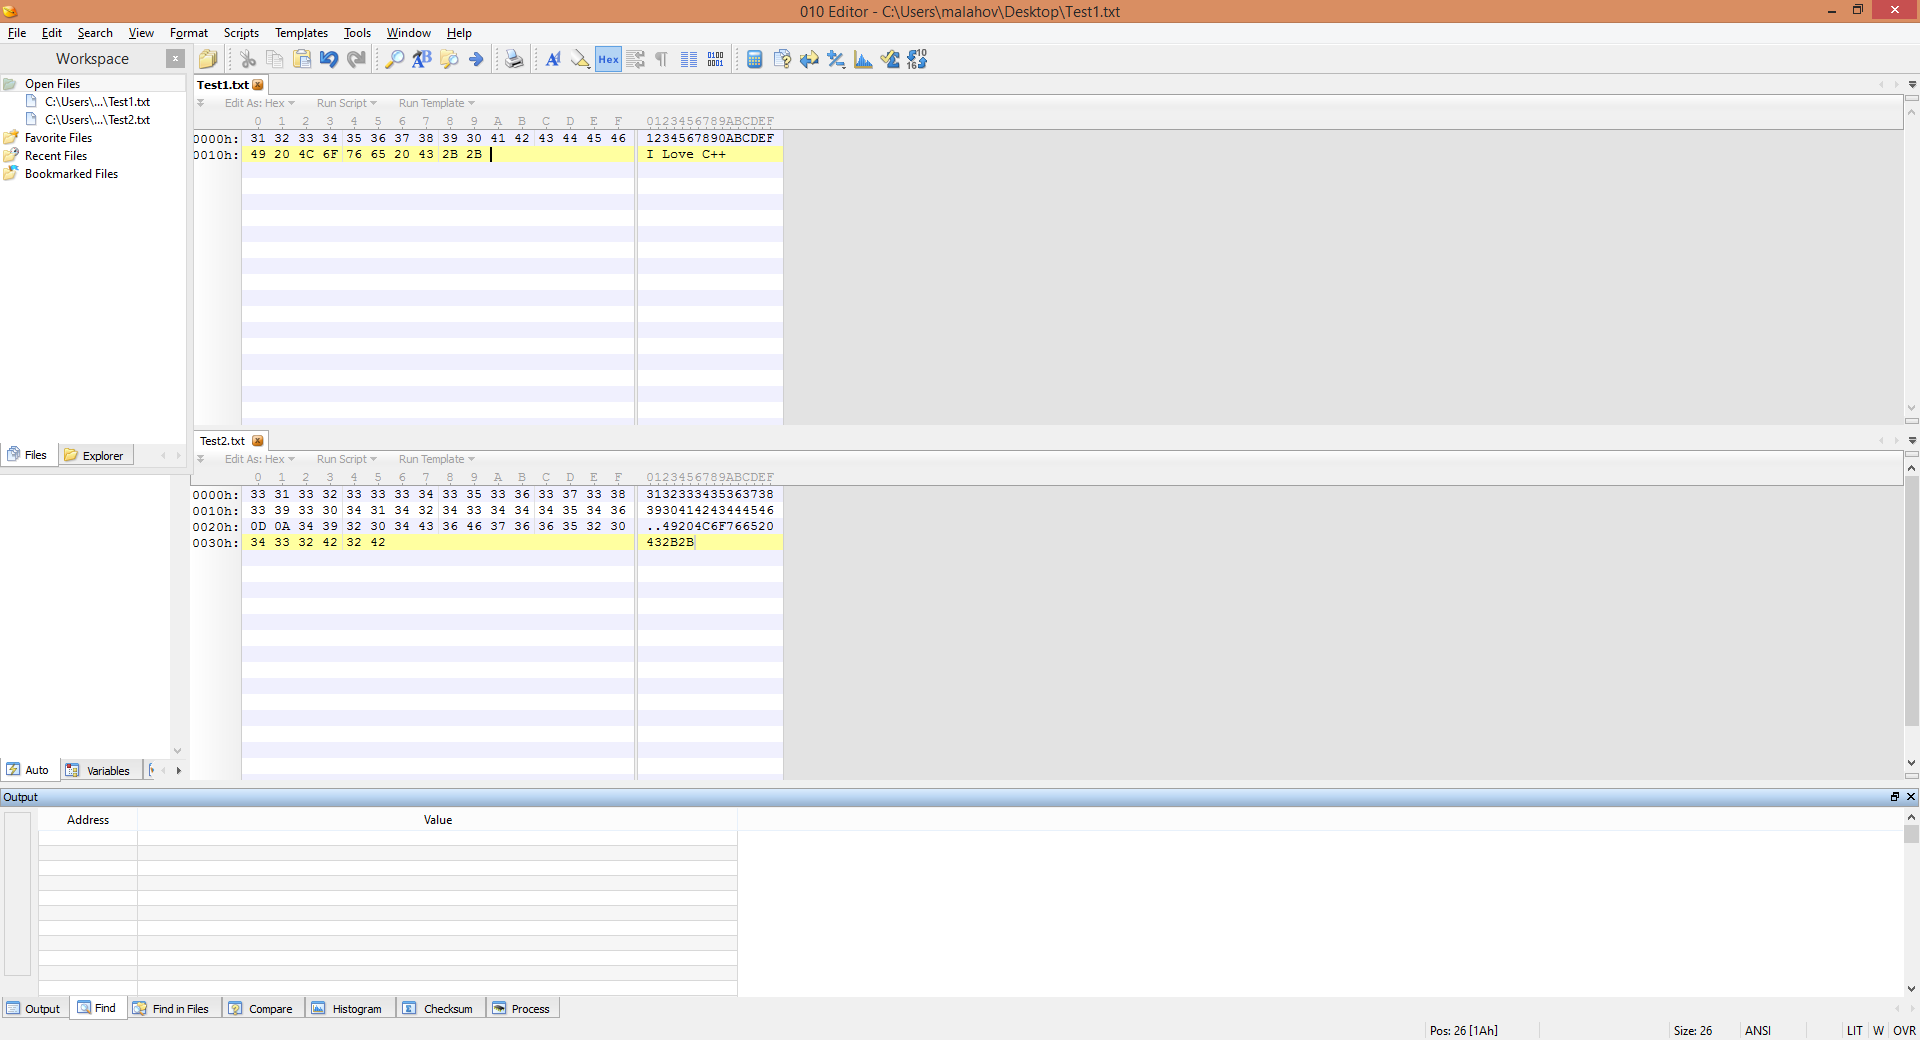 010 Editor - C:\Users\malahov\Desktop\Test1.txt
File Edit Search View Format Scripts Templates Tools Window Help
Workspace
Hex
Open Files
C:\Users\...\Test1.txt
C:\Users\...\Test2.txt
Favorite Files
Recent Files
Bookmarked Files
Files Explorer
Auto Variables
Test1.txt
Edit As: Hex Run Script Run Template
0 1 2 3 4 5 6 7 8 9 A B C D E F 0123456789ABCDEF
0000h: 31 32 33 34 35 36 37 38 39 30 41 42 43 44 45 46 1234567890ABCDEF
0010h: 49 20 4C 6F 76 65 20 43 2B 2B I Love C++
Test2.txt
Edit As: Hex Run Script Run Template
0 1 2 3 4 5 6 7 8 9 A B C D E F 0123456789ABCDEF
0000h: 33 31 33 32 33 33 33 34 33 35 33 36 33 37 33 38 3132333435363738
0010h: 33 39 33 30 34 31 34 32 34 33 34 34 34 35 34 36 3930414243444546
0020h: 0D 0A 34 39 32 30 34 43 36 46 37 36 36 35 32 30 ..49204C6F766520
0030h: 34 33 32 42 32 42 432B2B
Output
Address Value
Output Find Find in Files Compare Histogram Checksum Process
Pos: 26 [1Ah] Size: 26 ANSI LIT W OVR